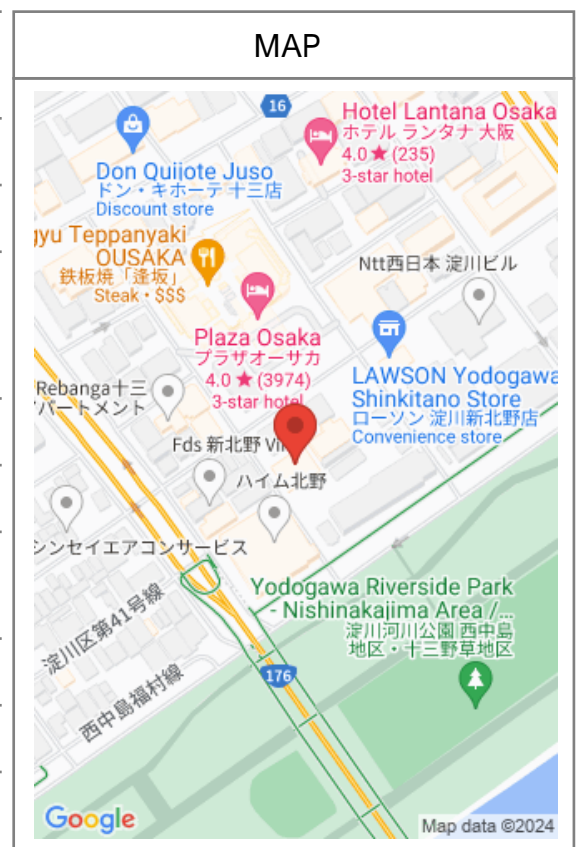 MAP
16
Hotel Lantana Osaka
ホテル ランタナ 大阪
4.0★(235)
3-star hotel
Don Quijote Juso
ドン・キホーテ 十三店
Discount store
gyu Teppanyaki
OUSAKA
鉄板焼「逢坂」
Steak・$$$
Ntt西日本 淀川ビル
Plaza Osaka
プラザオーサカ
4.0★(3974)
3-star hotel
LAWSON Yodogawa
Shinkitano Store
ローソン 淀川新北野店
Convenience store
Rebanga十三
パートメント
Fds 新北野 Vi
ハイム北野
シンセイエアコンサービス
Yodogawa Riverside Park
- Nishinakajima Area /...
淀川河川公園 西中島
地区・十三野草地区
淀川区第41号線
176
西中島福村線
Google
Map data ©2024